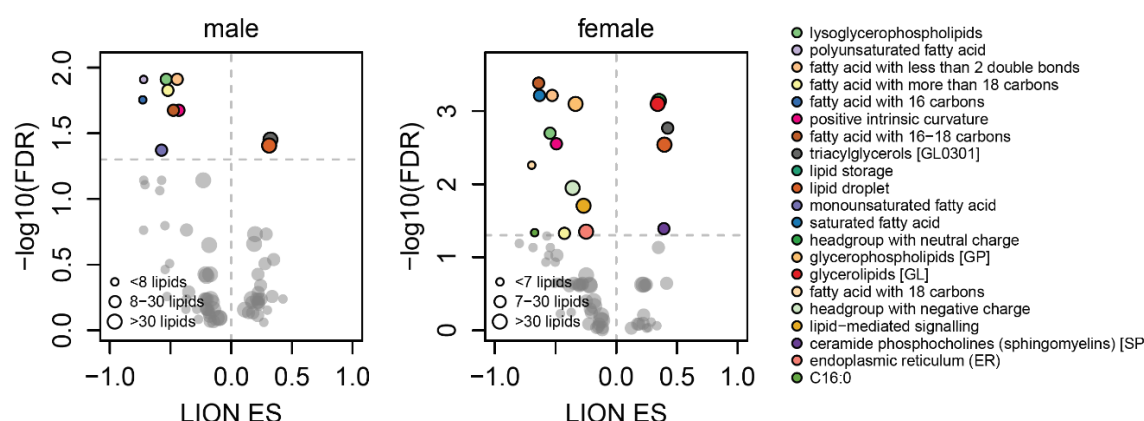 male
−log10(FDR)
2.0
1.5
1.0
0.5
0.0
<8 lipids
8−30 lipids
>30 lipids
−1.0
0.0
0.5
1.0
LION ES
female
−log10(FDR)
3
2
1
0
<7 lipids
7−30 lipids
>30 lipids
−1.0
0.0
0.5
1.0
LION ES
lysoglycerophospholipids
polyunsaturated fatty acid
fatty acid with less than 2 double bonds
fatty acid with more than 18 carbons
fatty acid with 16 carbons
positive intrinsic curvature
fatty acid with 16−18 carbons
triacylglycerols [GL0301]
lipid storage
lipid droplet
monounsaturated fatty acid
saturated fatty acid
headgroup with neutral charge
glycerophospholipids [GP]
glycerolipids [GL]
fatty acid with 18 carbons
headgroup with negative charge
lipid−mediated signalling
ceramide phosphocholines (sphingomyelins) [SP
endoplasmic reticulum (ER)
C16:0